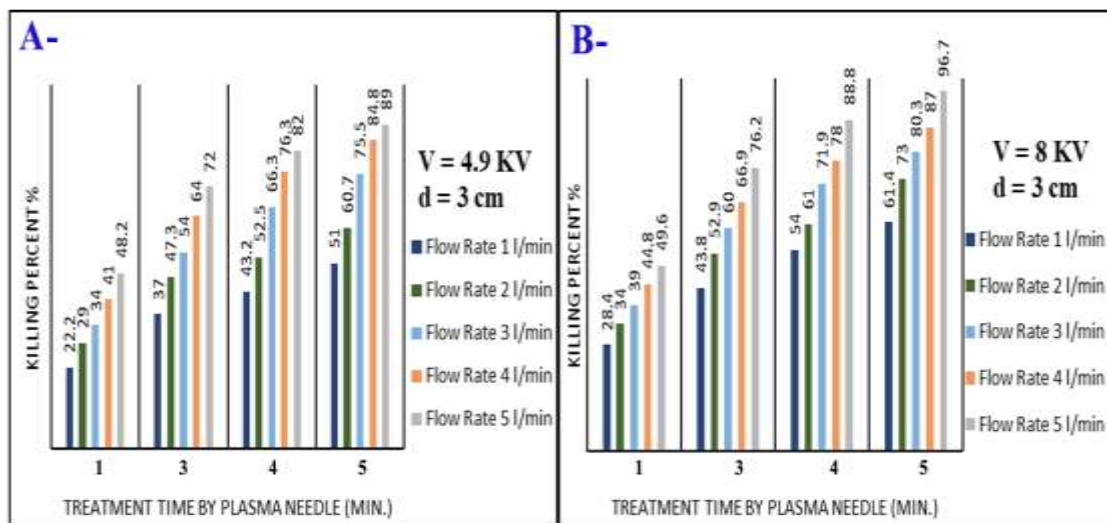 A-
KILLING PERCENT %
22.2
29
34
41
48.2
37
47.3
54
64
72
43.2
52.5
66.3
76.3
82
51
60.7
75.5
84.8
89
1
3
4
5
TREATMENT TIME BY PLASMA NEEDLE (MIN.)
V = 4.9 KV
d = 3 cm
Flow Rate 1 l/min
Flow Rate 2 l/min
Flow Rate 3 l/min
Flow Rate 4 l/min
Flow Rate 5 l/min
B-
KILLING PERCENT %
28.4
34
39
44.8
49.6
43.8
52.9
60
66.9
76.2
54
61
71.9
78
88.8
61.4
73
80.3
87
96.7
1
3
4
5
TREATMENT TIME BY PLASMA NEEDLE (MIN.)
V = 8 KV
d = 3 cm
Flow Rate 1 l/min
Flow Rate 2 l/min
Flow Rate 3 l/min
Flow Rate 4 l/min
Flow Rate 5 l/min